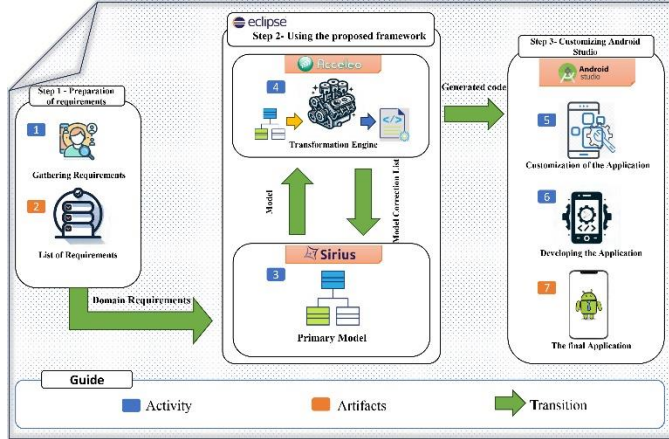 eclipse
Step 2- Using the proposed framework
Step 3- Customizing Android
Studio
Acceleo
Android
studio
Step 1 - Preparation
of requirements
4
Generated code
1
Transformation Engine
5
Gathering Requirements
Customization of the Application
2
Model
Model Correction List
6
List of Requirements
Sirius
Developing the Application
3
7
Domain Requirements
Primary Model
The final Application
Guide
Activity
Artifacts
Transition